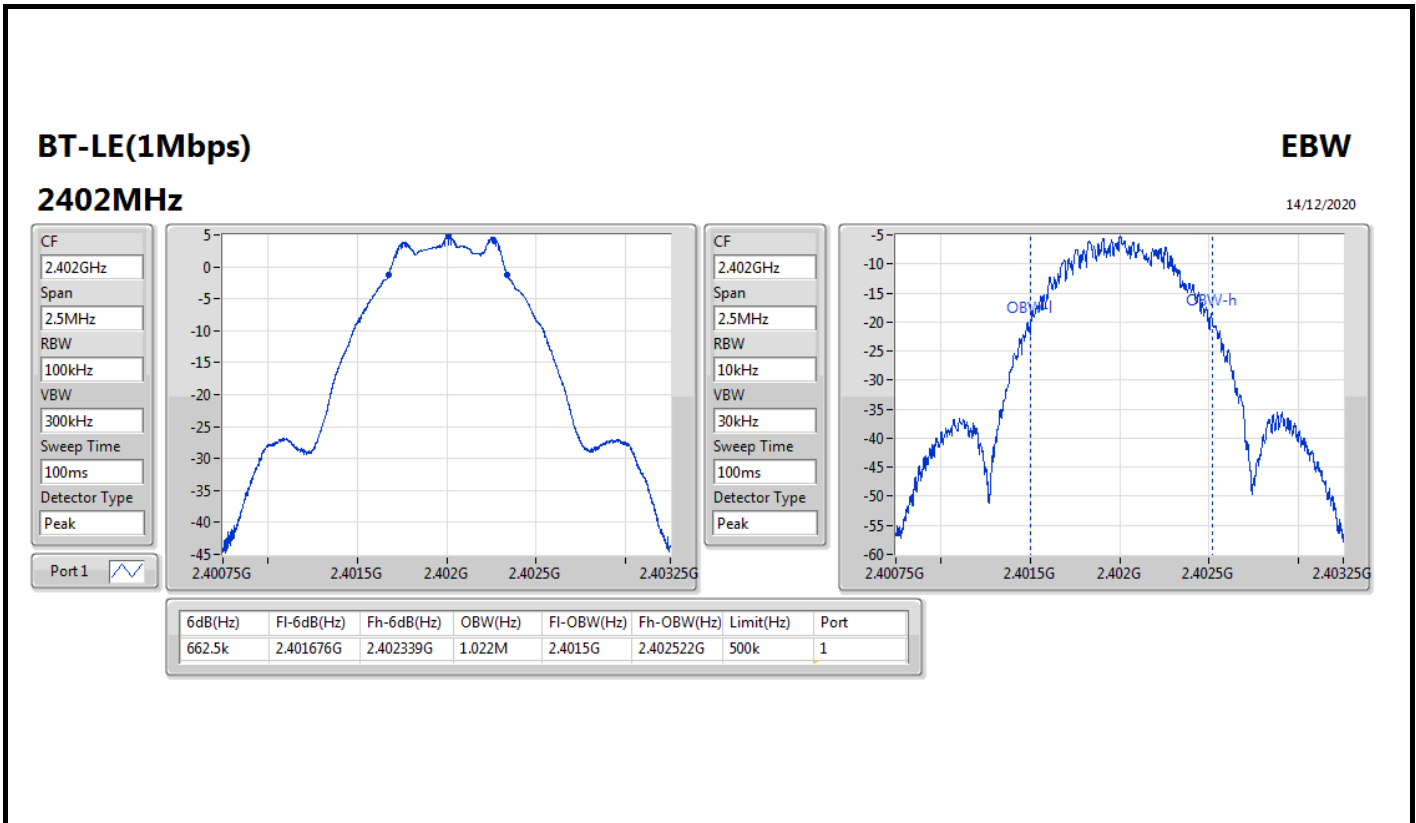 BT-LE(1Mbps)
EBW
2402MHz
14/12/2020
CF
2.402GHz
Span
2.5MHz
RBW
100kHz
VBW
300kHz
Sweep Time
100ms
Detector Type
Peak
Port 1
5
0
-5
-10
-15
-20
-25
-30
-35
-40
-45
2.40075G 2.4015G 2.402G 2.4025G 2.40325G
CF
2.402GHz
Span
2.5MHz
RBW
10kHz
VBW
30kHz
Sweep Time
100ms
Detector Type
Peak
-5
-10
-15
-20
-25
-30
-35
-40
-45
-50
-55
-60
OBW-l
OBW-h
2.40075G 2.4015G 2.402G 2.4025G 2.40325G
6dB(Hz) Fl-6dB(Hz) Fh-6dB(Hz) OBW(Hz) Fl-OBW(Hz) Fh-OBW(Hz) Limit(Hz) Port
662.5k 2.401676G 2.402339G 1.022M 2.4015G 2.402522G 500k 1